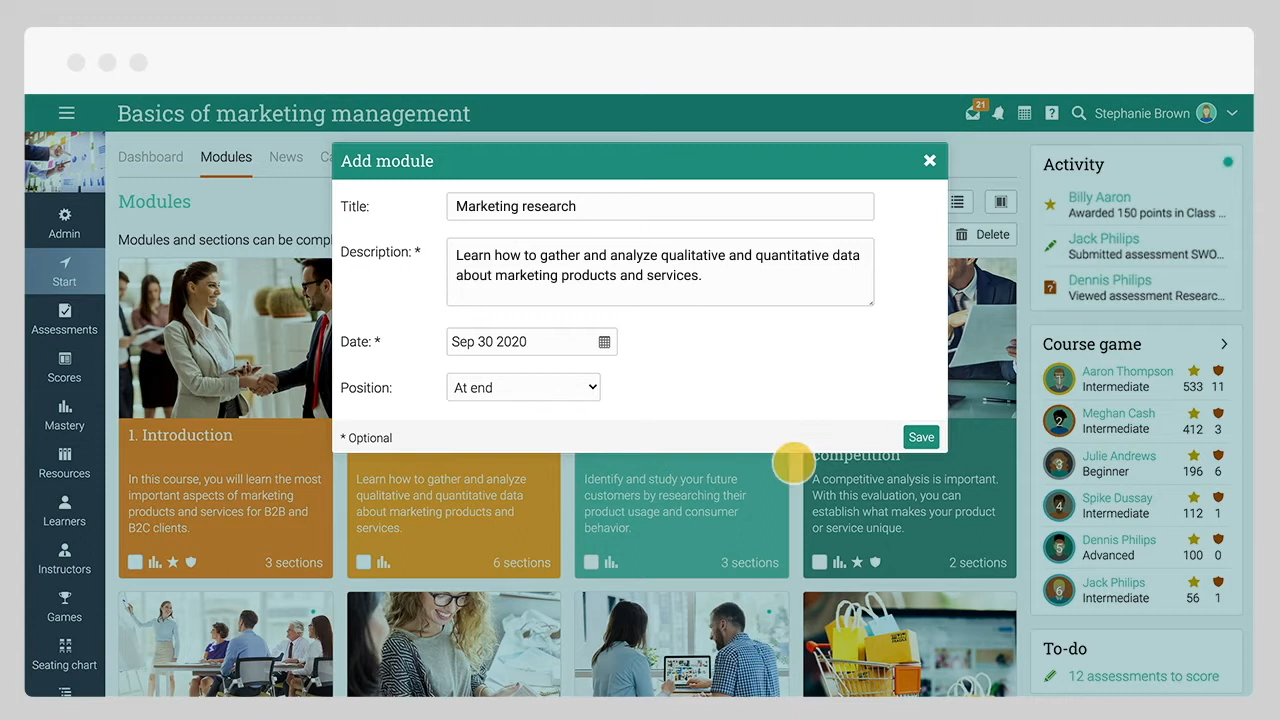 Basics of marketing management
21
Stephanie Brown
Admin
Start
Assessments
Scores
Mastery
Resources
Learners
Instructors
Games
Seating chart
Dashboard
Modules
News
Modules
Modules and sections can be
Delete
Add module
Title:
Marketing research
Description: *
Learn how to gather and analyze qualitative and quantitative data
about marketing products and services.
Date: *
Sep 30 2020
Position:
At end
* Optional
Save
1. Introduction
In this course, you will learn the most
important aspects of marketing
products and services for B2B and
B2C clients.
3 sections
Learn how to gather and analyze
qualitative and quantitative data
about marketing products and
services.
6 sections
Identify and study your future
customers by researching their
product usage and consumer
behavior.
3 sections
competition
A competitive analysis is important.
With this evaluation, you can
establish what makes your product
or service unique.
2 sections
Activity
Billy Aaron
Awarded 150 points in Class ...
Jack Philips
Submitted assessment SWO...
Dennis Philips
Viewed assessment Researc...
Course game
1
Aaron Thompson
Intermediate
533 11
2
Meghan Cash
Intermediate
412 3
3
Julie Andrews
Beginner
196 6
4
Spike Dussay
Intermediate
112 1
5
Dennis Philips
Advanced
100 0
6
Jack Philips
Intermediate
56 1
To-do
12 assessments to score